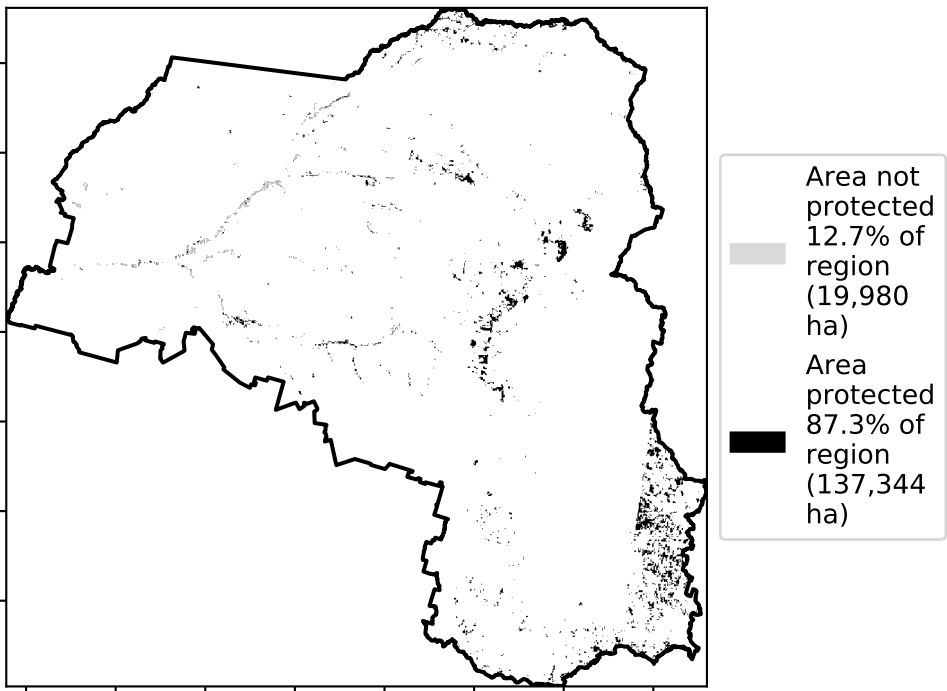 Area not
protected
12.7% of
region
(19,980
ha)
Area
protected
87.3% of
region
(137,344
ha)